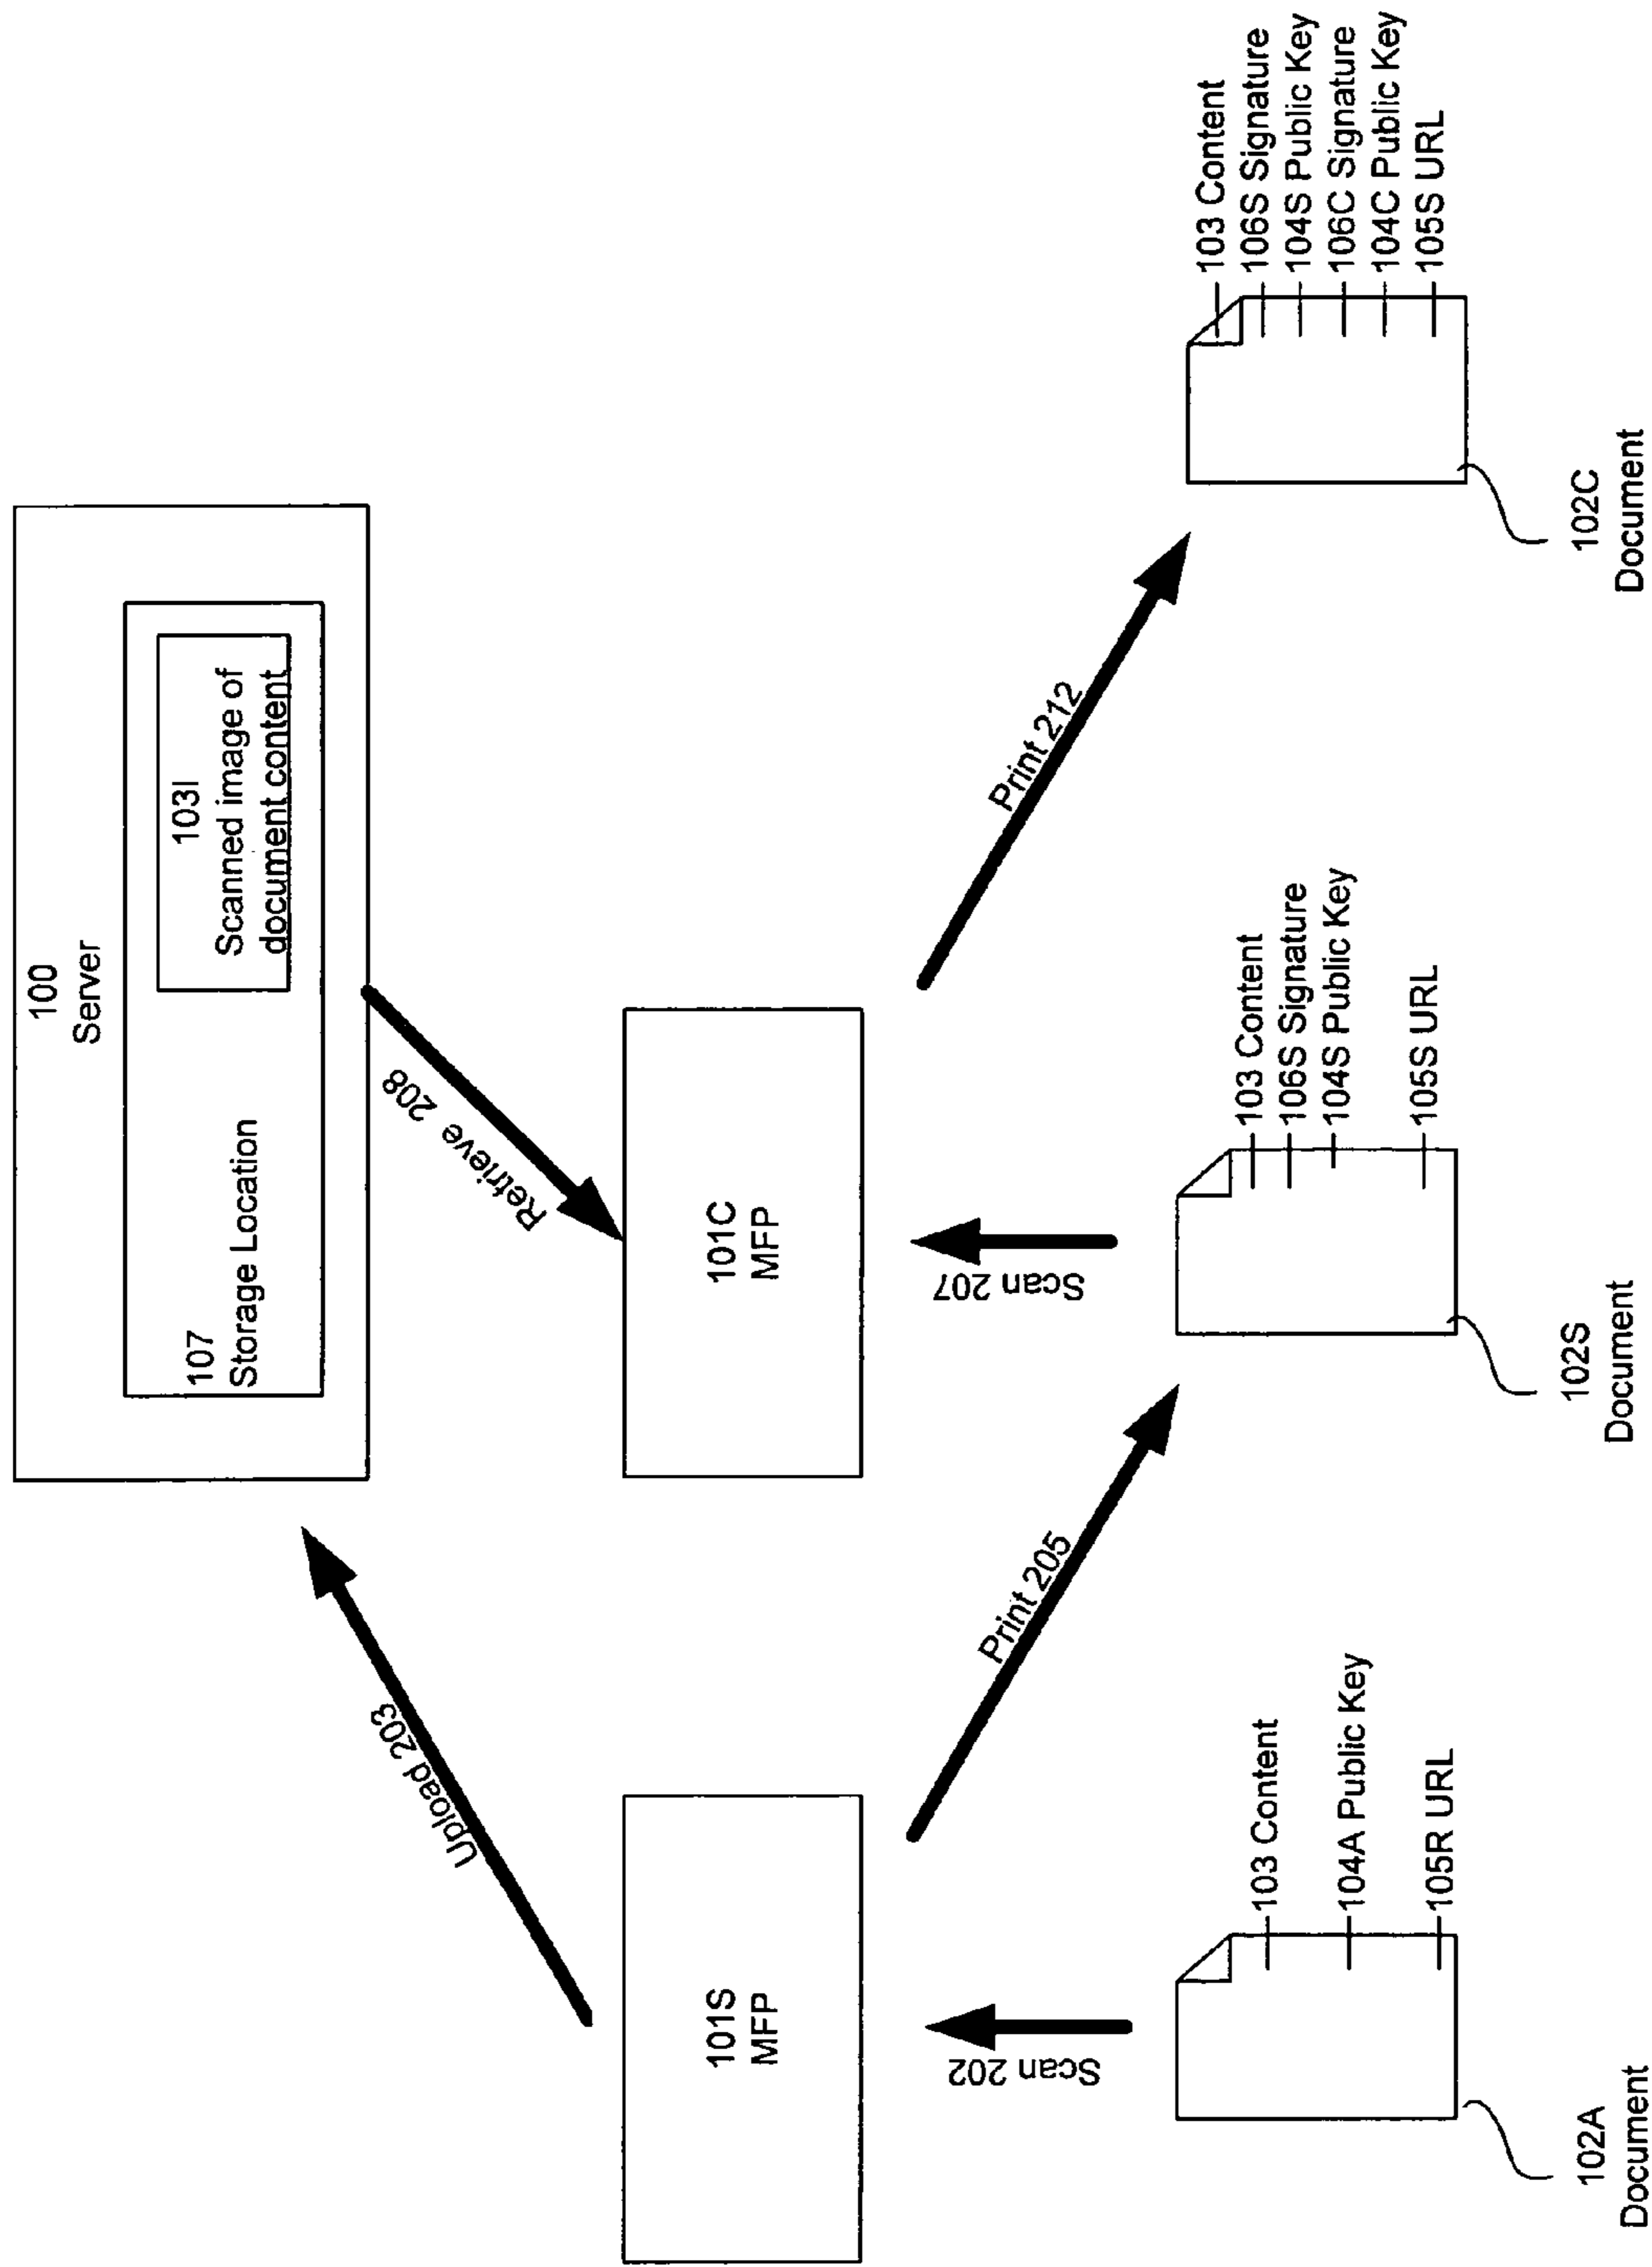 100
Server
107
Storage Location
103I
Scanned image of
document content
Upload 203
Retrieve 208
101S
MFP
101C
MFP
Scan 202
Print 205
Scan 207
Print 212
103 Content
104A Public Key
105R URL
102A
Document
103 Content
106S Signature
104S Public Key
105S URL
102S
Document
103 Content
106S Signature
104S Public Key
106C Signature
104C Public Key
105S URL
102C
Document